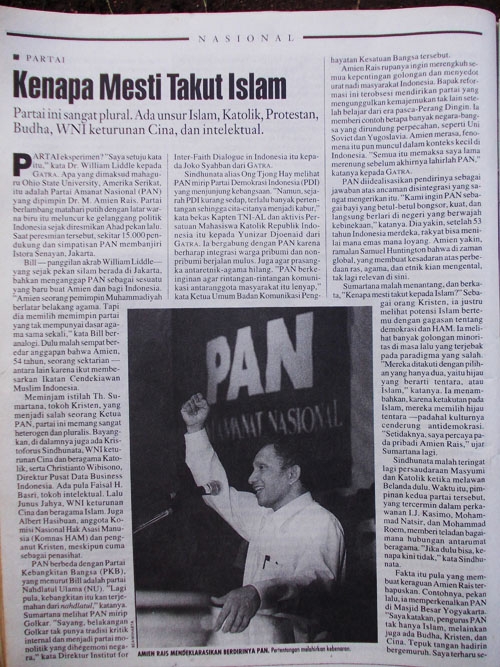 NASIONAL
PARTAI
Kenapa Mesti Takut Islam
Partai ini sangat plural. Ada unsur Islam, Katolik, Protestan,
Budha, WNI keturunan Cina, dan intelektual.
PARTAI eksperimen? "Saya setuju kata
itu," kata Dr. William Liddle kepada
GATRA. Apa yang dimaksud mahagu-
ru Ohio State University, Amerika Serikat,
itu adalah Partai Amanat Nasional (PAN)
yang dipimpin Dr. M. Amien Rais. Partai
berlambang matahari putih dengan latar war-
na biru itu meluncur ke gelanggang politik
Indonesia sejak diresmikan Ahad pekan lalu.
Saat peresmian tersebut, sekitar 15.000 pen-
dukung dan simpatisan PAN membanjiri
Istora Senayan, Jakarta.
Bill—panggilan akrab William Liddle—
yang sejak pekan silam berada di Jakarta,
bahkan menganggap PAN sebagai sesuatu
yang baru buat Amien dan bagi Indonesia.
"Amien seorang pemimpin Muhammadiyah
berlatar belakang agama. Tapi
dia memilih memimpin partai
yang tak mempunyai dasar aga-
ma sama sekali," kata Bill ber-
analogi. Dulu malah sempat ber-
edar anggapan bahwa Amien,
54 tahun, seorang sektarian—
antara lain karena ikut membe-
sarkan Ikatan Cendekiawan
Muslim Indonesia.
Meminjam istilah Th. Su-
martana, tokoh Kristen, yang
menjadi salah seorang Ketua
PAN, partai ini memang sangat
heterogen dan pluralis. Bayang-
kan, di dalamnya juga ada Kris-
toforus Sindhunata, WNI ketu-
runan Cina dan beragama Kato-
lik, serta Christianto Wibisono,
Direktur Pusat Data Business
Indonesia. Ada pula Faisal H.
Basri, tokoh intelektual. Lalu
Junus Jahya, WNI keturunan
Cina dan beragama Islam. Juga
Albert Hasibuan, anggota Ko-
misi Nasional Hak Asasi Manu-
sia (Komnas HAM) dan peng-
anut Kristen, meskipun cuma
sebagai penasihat.
PAN berbeda dengan Partai
Kebangkitan Bangsa (PKB),
yang menurut Bill adalah partai
Nahdlatul Ulama (NU). "Lagi
pula, kebangkitan itu kan terje-
mahan dari nahdlatul," katanya.
Sumartana melihat PAN mirip
Golkar. "Sayang, belakangan
Golkar tak punya tradisi kritik
internal dan menjadi partai mo-
nolitik yang dihegemoni nega-
ra," kata Direktur Institut for
Inter-Faith Dialogue in Indonesia itu kepa-
da Joko Syahban dari GATRA.
Sindhunata alias Ong Tjong Hay melihat
PAN mirip Partai Demokrasi Indonesia (PDI)
yang menjunjung kebangsaan. "Namun, seja-
rah PDI kurang sedap, terlalu banyak perten-
tangan sehingga cita-citanya menjadi kabur,"
kata bekas Kapten TNI-AL dan aktivis Per-
satuan Mahasiswa Katolik Republik Indo-
nesia itu kepada Yunizar Djoenaid dari
GATRA. Ia bergabung dengan PAN karena
berharap integrasi warga pribumi dan non-
pribumi berjalan mulus. Juga agar prasang-
ka antaretnik-agama hilang. "PAN berke-
inginan agar rintangan-rintangan komuni-
kasi antaranggota masyarakat itu lenyap,"
kata Ketua Umum Badan Komunikasi Peng-
PAN
AMANAT NASIONAL
AMIEN RAIS MENDEKLARASIKAN BERDIRINYA PAN. Pertentangan melahirkan kebenaran.
hayatan Kesatuan Bangsa tersebut.
Amien Rais rupanya ingin merengkuh se-
mua kepentingan golongan dan menyedot
urat nadi masyarakat Indonesia. Bapak refor-
masi ini terobsesi mendirikan partai yang
mengunggulkan kemajemukan tak lain sete-
lah belajar dari era pasca-Perang Dingin. Ia
memberi contoh betapa banyak negara-bang-
sa yang dirundung perpecahan, seperti Uni
Soviet dan Yugoslavia. Amien merasa, feno-
mena itu pun muncul dalam konteks kecil di
Indonesia. "Semua itu memaksa saya lama
merenung sebelum akhirnya lahirlah PAN,"
katanya kepada GATRA.
PAN didedikasikan pendirinya sebagai
jawaban atas ancaman disintegrasi yang sa-
ngat mengerikan itu. "Kami ingin PAN seba-
gai bayi yang betul-betul bongsor, kuat, dan
langsung berlari di negeri yang berwajah
kebinekaan," katanya. Dia yakin, setelah 53
tahun Indonesia merdeka, rakyat bisa meni-
lai mana emas mana loyang. Amien yakin,
ramalan Samuel Huntington bahwa di zaman
global, yang membuat kesadaran atas perbe-
daan ras, agama, dan etnik kian mengental,
tak lagi relevan di sini.
Sumartana malah menantang, dan berka-
ta, "Kenapa mesti takut kepada Islam?" Seba-
gai orang Kristen, ia justru
melihat potensi Islam berte-
mu dengan gagasan tentang
demokrasi dan HAM. Ia meli-
hat banyak golongan minori-
tas di masa lalu yang terjebak
pada paradigma yang salah.
"Mereka dituakti dengan pilih-
an yang hanya dua, yaitu hijau
yang berarti tentara, atau
Islam," katanya. Ia menam-
bahkan, karena ketakutan pada
Islam, mereka memilih hijau
tentara—padahal kulturnya
cenderung antidemokrasi.
"Setidaknya, saya percaya pa-
da pribadi Amien Rais," ujar
Sumartana lagi.
Sindhunata malah teringat
lagi persaudaraan Masyumi
dan Katolik ketika melawan
Belanda dulu. Waktu itu, pim-
pinan kedua partai tersebut,
yang tercermin dalam perka-
wanan I.J. Kasimo, Moham-
mad Natsir, dan Mohammad
Roem, memberi teladan bagai-
mana hubungan antarumat
beragama. "Jika dulu bisa, ke-
napa kini tidak," kata Sindhu-
nata.
Fakta itu pula yang mem-
buat keraguan Amien Rais ter-
hapuskan. Contohnya, pekan
lalu, ia memperkenalkan PAN
di Masjid Besar Yogyakarta.
"Saya katakan, pengurus PAN
tak hanya Islam, melainkan
juga ada Budha, Kristen, dan
Cina. Tepuk tangan hadirin
bergemuruh. Saya terharu se-